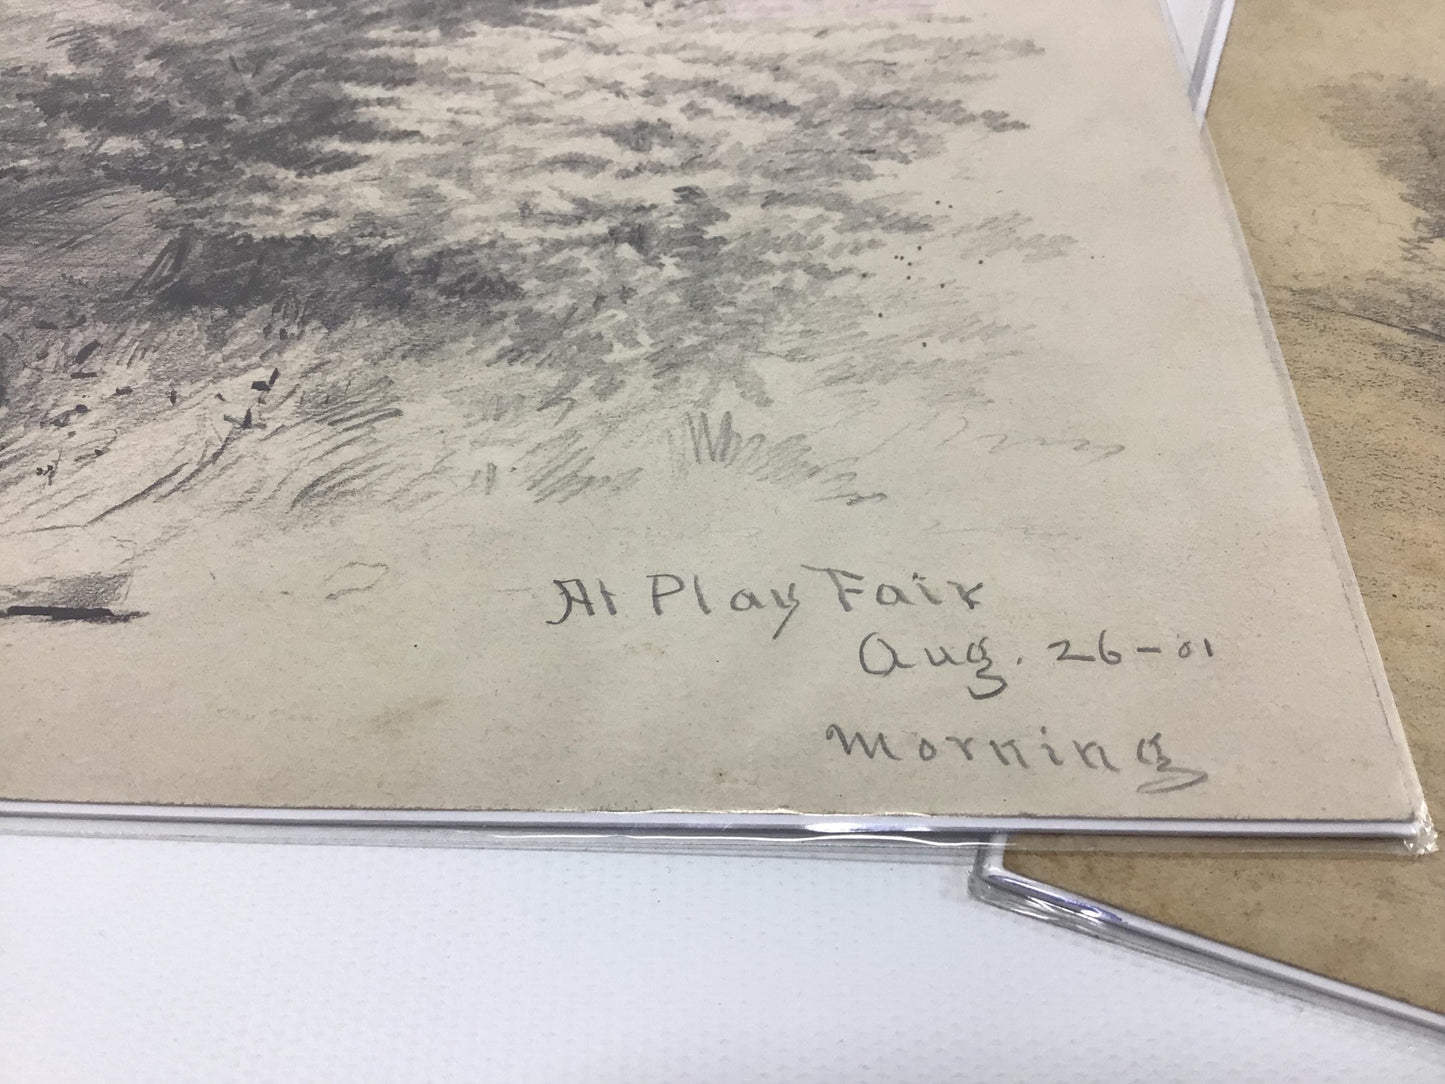 At Play Fair
Aug. 26-01
Morning